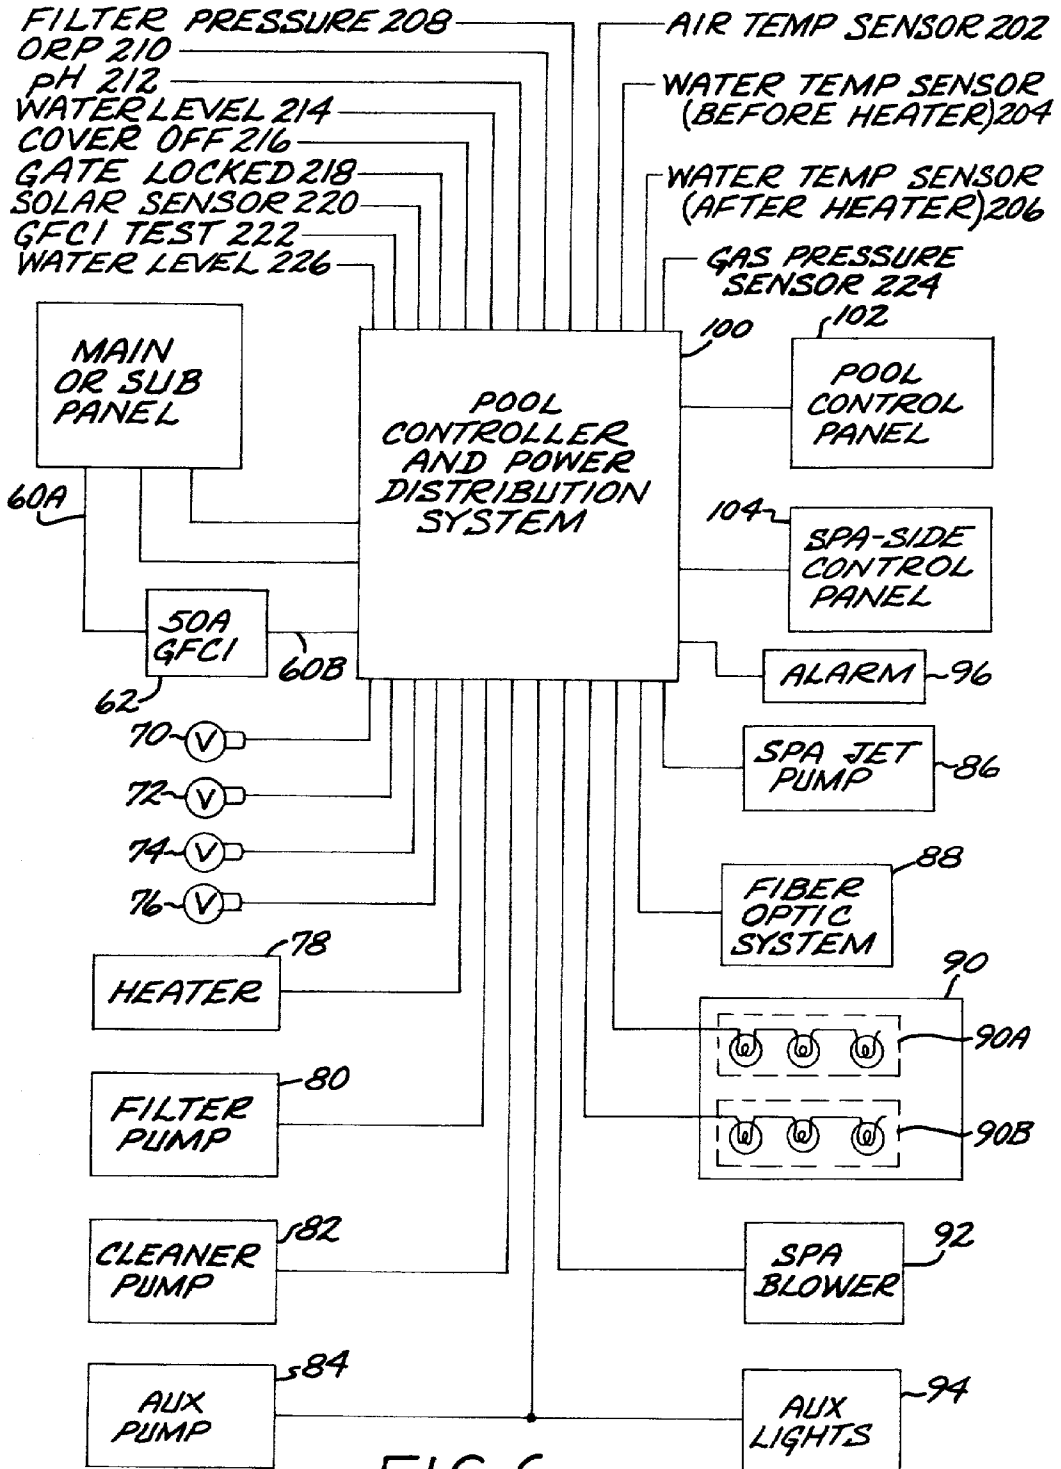 FILTER PRESSURE 208
ORP 210
pH 212
WATER LEVEL 214
COVER OFF 216
GATE LOCKED 218
SOLAR SENSOR 220
GFCI TEST 222
WATER LEVEL 226
AIR TEMP SENSOR 202
WATER TEMP SENSOR
(BEFORE HEATER) 204
WATER TEMP SENSOR
(AFTER HEATER) 206
GAS PRESSURE
SENSOR 224
MAIN
OR SUB
PANEL
100
POOL
CONTROLLER
AND POWER
DISTRIBUTION
SYSTEM
102
POOL
CONTROL
PANEL
60A
104
SPA-SIDE
CONTROL
PANEL
50A
GFCI
62
60B
ALARM
96
70
V
72
V
74
V
76
V
SPA JET
PUMP
86
88
FIBER
OPTIC
SYSTEM
78
HEATER
90
90A
90B
80
FILTER
PUMP
82
CLEANER
PUMP
92
SPA
BLOWER
84
AUX
PUMP
94
AUX
LIGHTS
FIG. 6